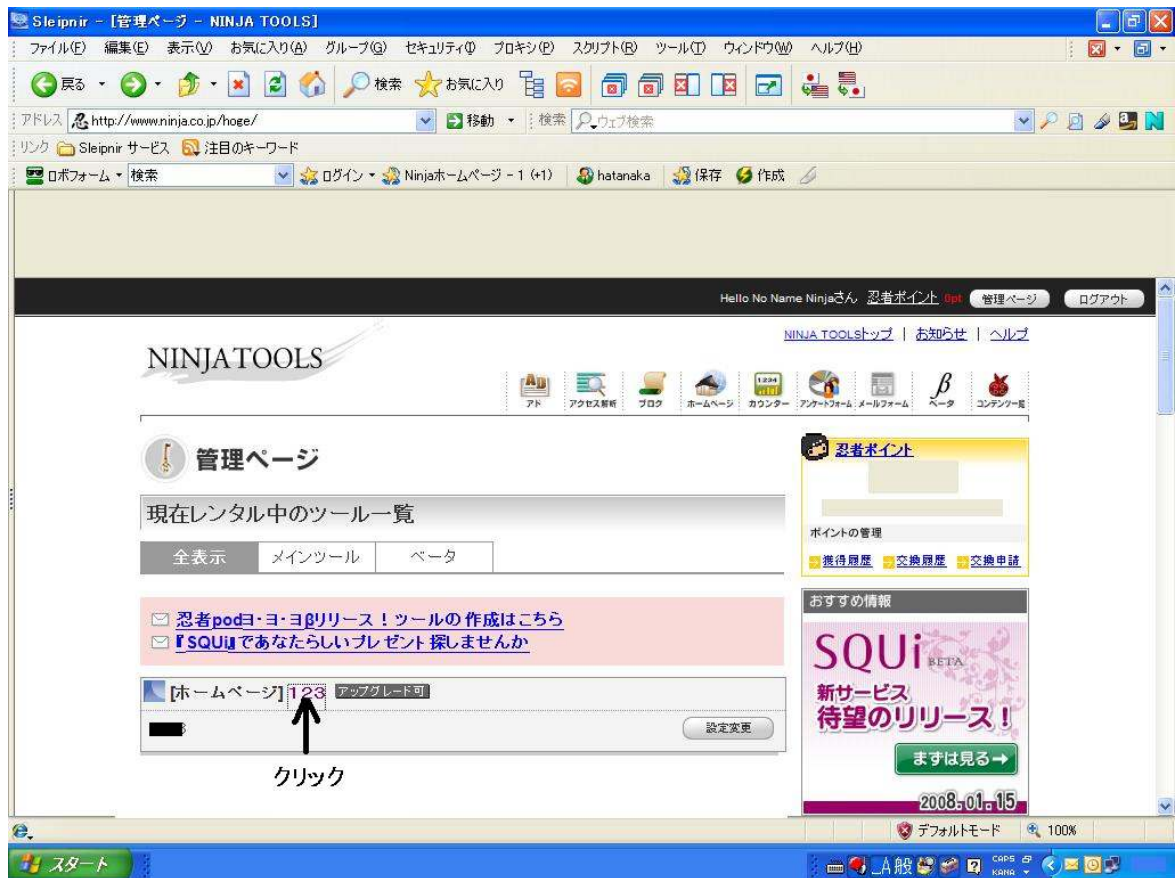 Sleipnir - [管理ページ - NINJA TOOLS]
ファイル(F) 編集(E) 表示(V) お気に入り(A) グループ(G) セキュリティ(I) プロキシ(P) スクリプト(R) ツール(T) ウィンドウ(W) ヘルプ(H)
戻る 検索 お気に入り
アドレス http://www.ninja.co.jp/hoge/ 移動 検索 ウェブ検索
リンク Sleipnir サービス 注目のキーワード
ロボフォーム 検索 ログイン Ninjaホームページ - 1 (+1) hatanaka 保存 作成
Hello No Name Ninjaさん 忍者ポイント 0pt 管理ページ ログアウト
NINJA TOOLSトップ | お知らせ | ヘルプ
NINJATOOLS
アド アクセス解析 ブログ ホームページ カウンター アンケートフォーム メールフォーム ベータ コンテンツ一覧
管理ページ
忍者ポイント
現在レンタル中のツール一覧
ポイントの管理
全表示 メインツール ベータ
獲得履歴 交換履歴 交換申請
おすすめ情報
忍者podヨ・ヨ・ヨβリリース！ツールの作成はこちら
『SQUi』であなたらしいプレゼント探しませんか
SQUi BETA
新サービス
待望のリリース！
[ホームページ] 123 アップグレード可
設定変更
まずは見る→
クリック
2008.01.15
デフォルトモード 100%
スタート
A般 CAPS
KANA